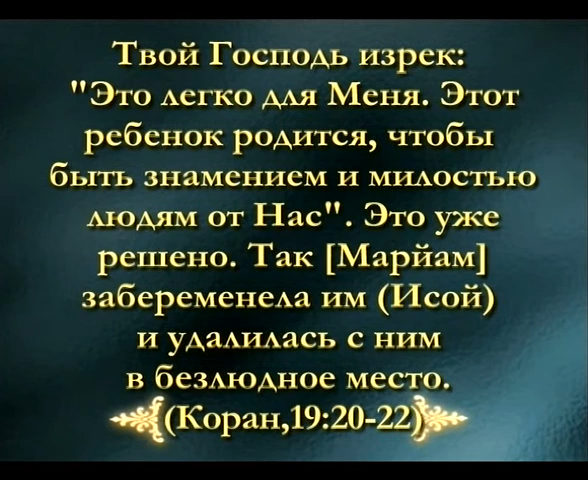 Твой Господь изрек:
"Это легко для Меня. Этот
ребенок родится, чтобы
быть знамением и милостью
людям от Нас". Это уже
решено. Так [Марйам]
забеременела им (Исой)
и удалилась с ним
в безлюдное место.
(Коран,19:20-22)